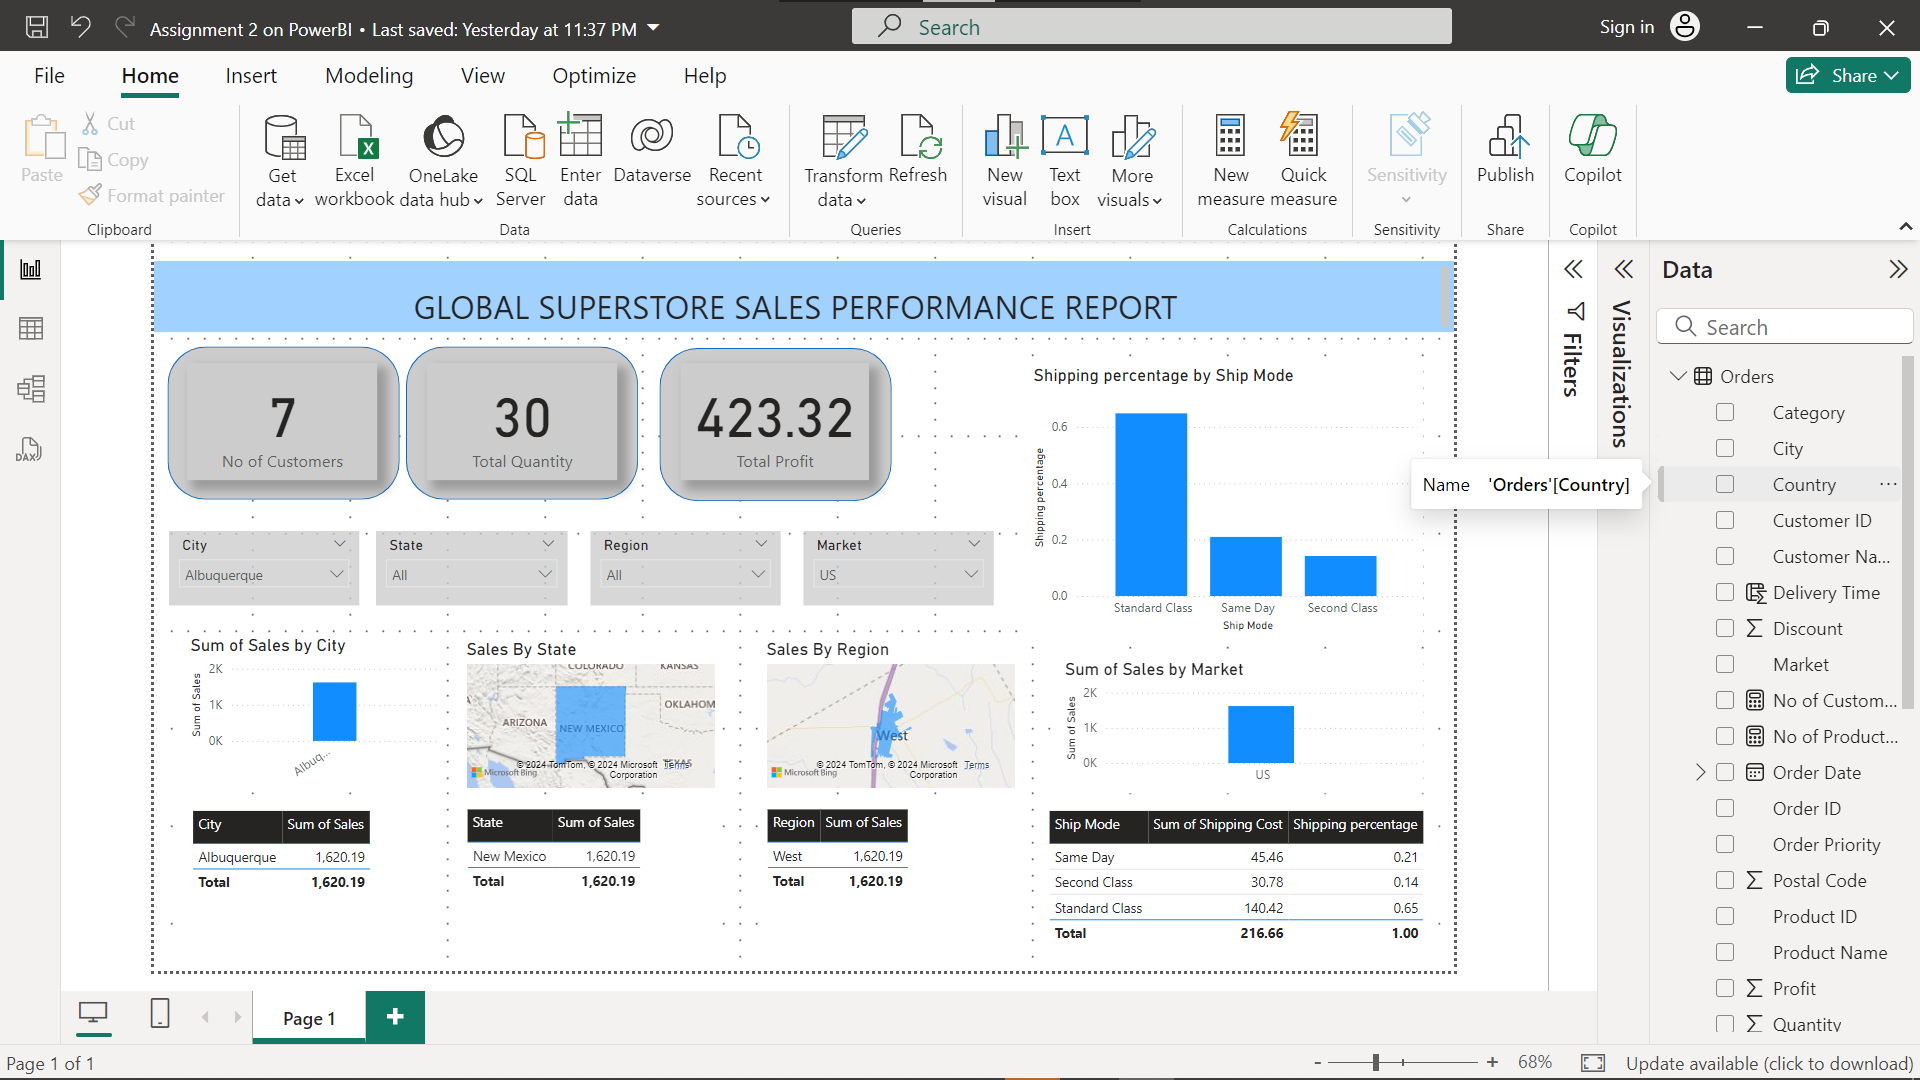 Assignment 2 on PowerBI • Last saved: Yesterday at 11:37 PM
Search
Sign in
File
Home
Insert
Modeling
View
Optimize
Help
Share
Paste
Cut
Copy
Format painter
Clipboard
Get data
Excel workbook
OneLake data hub
SQL Server
Enter data
Dataverse
Recent sources
Data
Transform data
Refresh
Queries
New visual
Text box
More visuals
Insert
New measure
Quick measure
Calculations
Sensitivity
Sensitivity
Publish
Share
Copilot
Copilot
GLOBAL SUPERSTORE SALES PERFORMANCE REPORT
7
No of Customers
30
Total Quantity
423.32
Total Profit
City
Albuquerque
State
All
Region
All
Market
US
Shipping percentage by Ship Mode
Shipping percentage
0.6
0.4
0.2
0.0
Standard Class
Same Day
Second Class
Ship Mode
Sum of Sales by City
Sum of Sales
2K
1K
0K
Albuq...
Sales By State
COLORADO
KANSAS
ARIZONA
NEW MEXICO
OKLAHOM
TEXAS
Microsoft Bing
© 2024 TomTom, © 2024 Microsoft Corporation
Terms
Sales By Region
West
Microsoft Bing
© 2024 TomTom, © 2024 Microsoft Corporation
Terms
Sum of Sales by Market
Sum of Sales
2K
1K
0K
US
City Sum of Sales
Albuquerque 1,620.19
Total 1,620.19
State Sum of Sales
New Mexico 1,620.19
Total 1,620.19
Region Sum of Sales
West 1,620.19
Total 1,620.19
Ship Mode Sum of Shipping Cost Shipping percentage
Same Day 45.46 0.21
Second Class 30.78 0.14
Standard Class 140.42 0.65
Total 216.66 1.00
Filters
Visualizations
Name 'Orders'[Country]
Data
Search
Orders
Category
City
Country
Customer ID
Customer Na...
Delivery Time
Discount
Market
No of Custom...
No of Product...
Order Date
Order ID
Order Priority
Postal Code
Product ID
Product Name
Profit
Quantity
DAX
Page 1
Page 1 of 1
- + 68%
Update available (click to download)